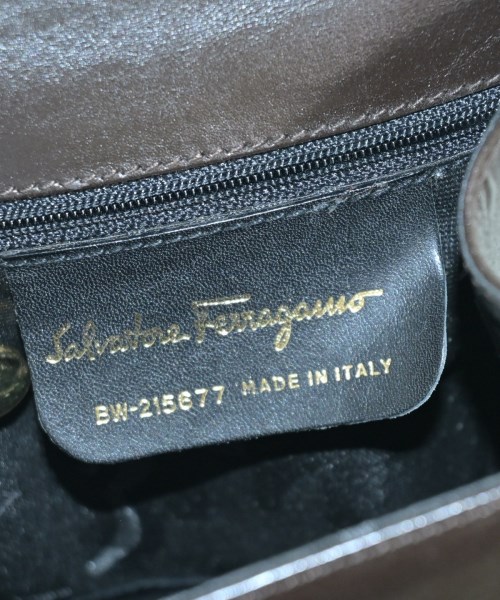 Salvatore Ferragamo
BW-215677 MADE IN ITALY